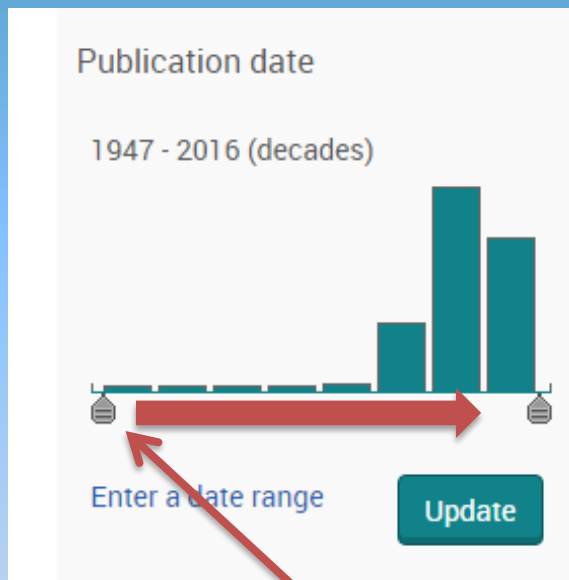 Publication date
1947 - 2016 (decades)
Enter a date range
Update